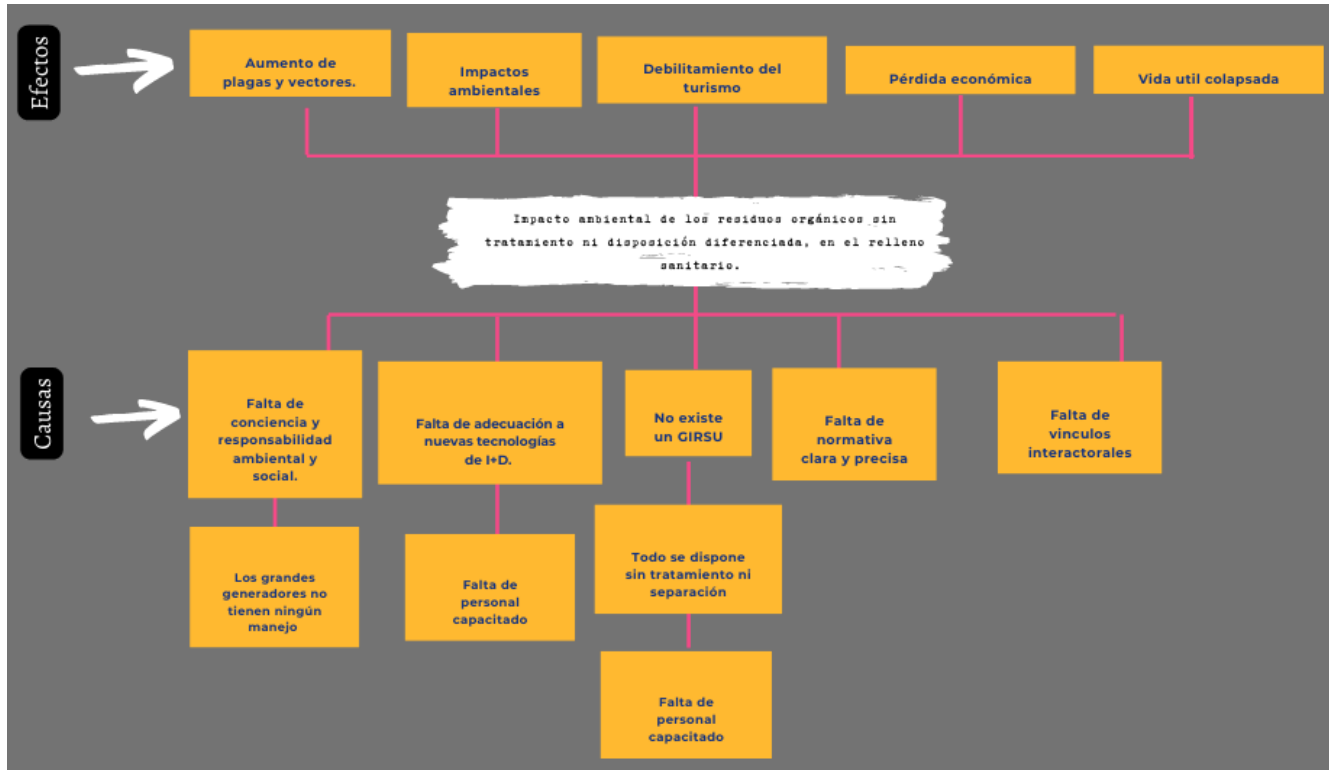 Efectos
Aumento de
plagas y vectores.
Impactos
ambientales
Debilitamiento del
turismo
Pérdida económica
Vida util colapsada
Impacto ambiental de los residuos orgánicos sin
tratamiento ni disposición diferenciada, en el relleno
sanitario.
Causas
Falta de
conciencia y
responsabilidad
ambiental y
social.
Falta de adecuación a
nuevas tecnologías
de I+D.
No existe
un GIRSU
Falta de
normativa
clara y precisa
Falta de
vinculos
interactorales
Los grandes
generadores no
tienen ningún
manejo
Falta de
personal
capacitado
Todo se dispone
sin tratamiento ni
separación
Falta de
personal
capacitado